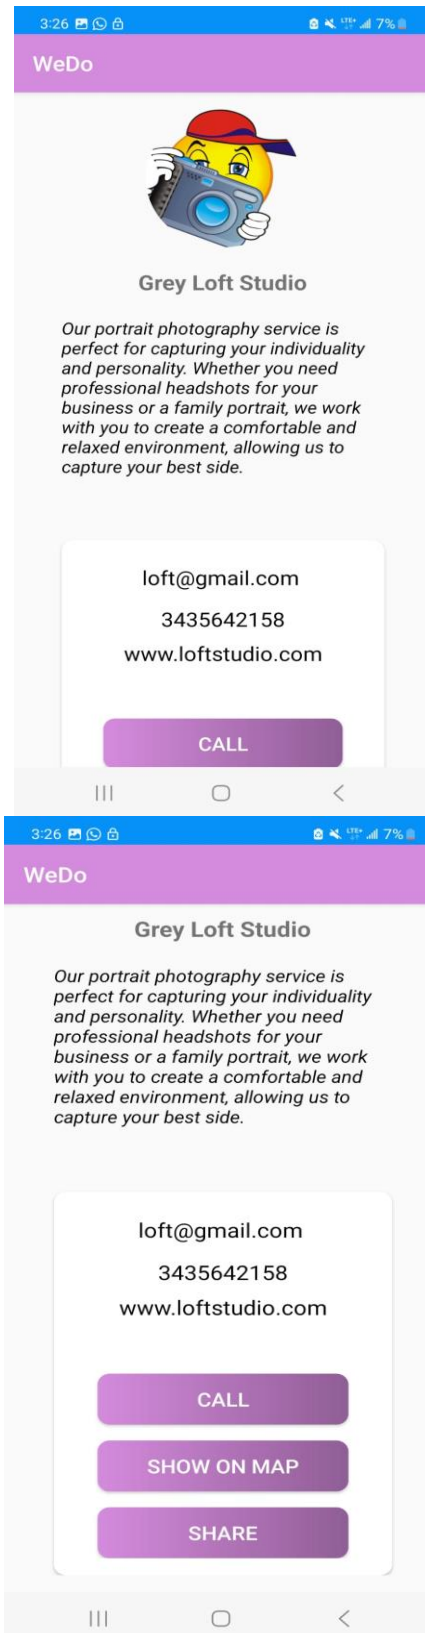 3:26 LTE+ 7%
WeDo
Grey Loft Studio
Our portrait photography service is
perfect for capturing your individuality
and personality. Whether you need
professional headshots for your
business or a family portrait, we work
with you to create a comfortable and
relaxed environment, allowing us to
capture your best side.
loft@gmail.com
3435642158
www.loftstudio.com
CALL
3:26 LTE+ 7%
WeDo
Grey Loft Studio
Our portrait photography service is
perfect for capturing your individuality
and personality. Whether you need
professional headshots for your
business or a family portrait, we work
with you to create a comfortable and
relaxed environment, allowing us to
capture your best side.
loft@gmail.com
3435642158
www.loftstudio.com
CALL
SHOW ON MAP
SHARE